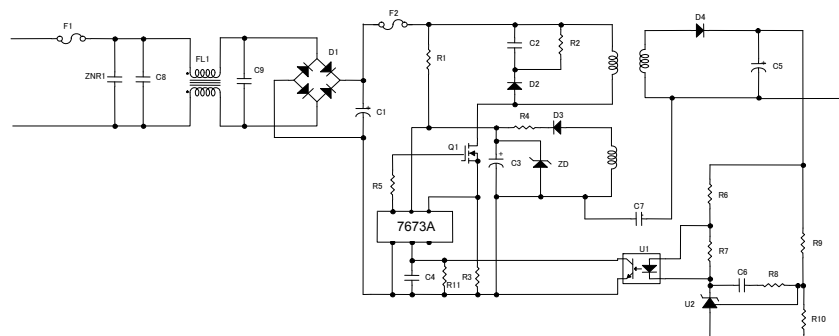 F1
F2
D4
C2
R2
ZNR1
C8
FL1
C9
D1
R1
C5
C1
D2
R4
D3
Q1
C3
ZD
R5
R6
C7
7673A
R7
R9
U1
C4
R11
R3
C6
R8
U2
R10